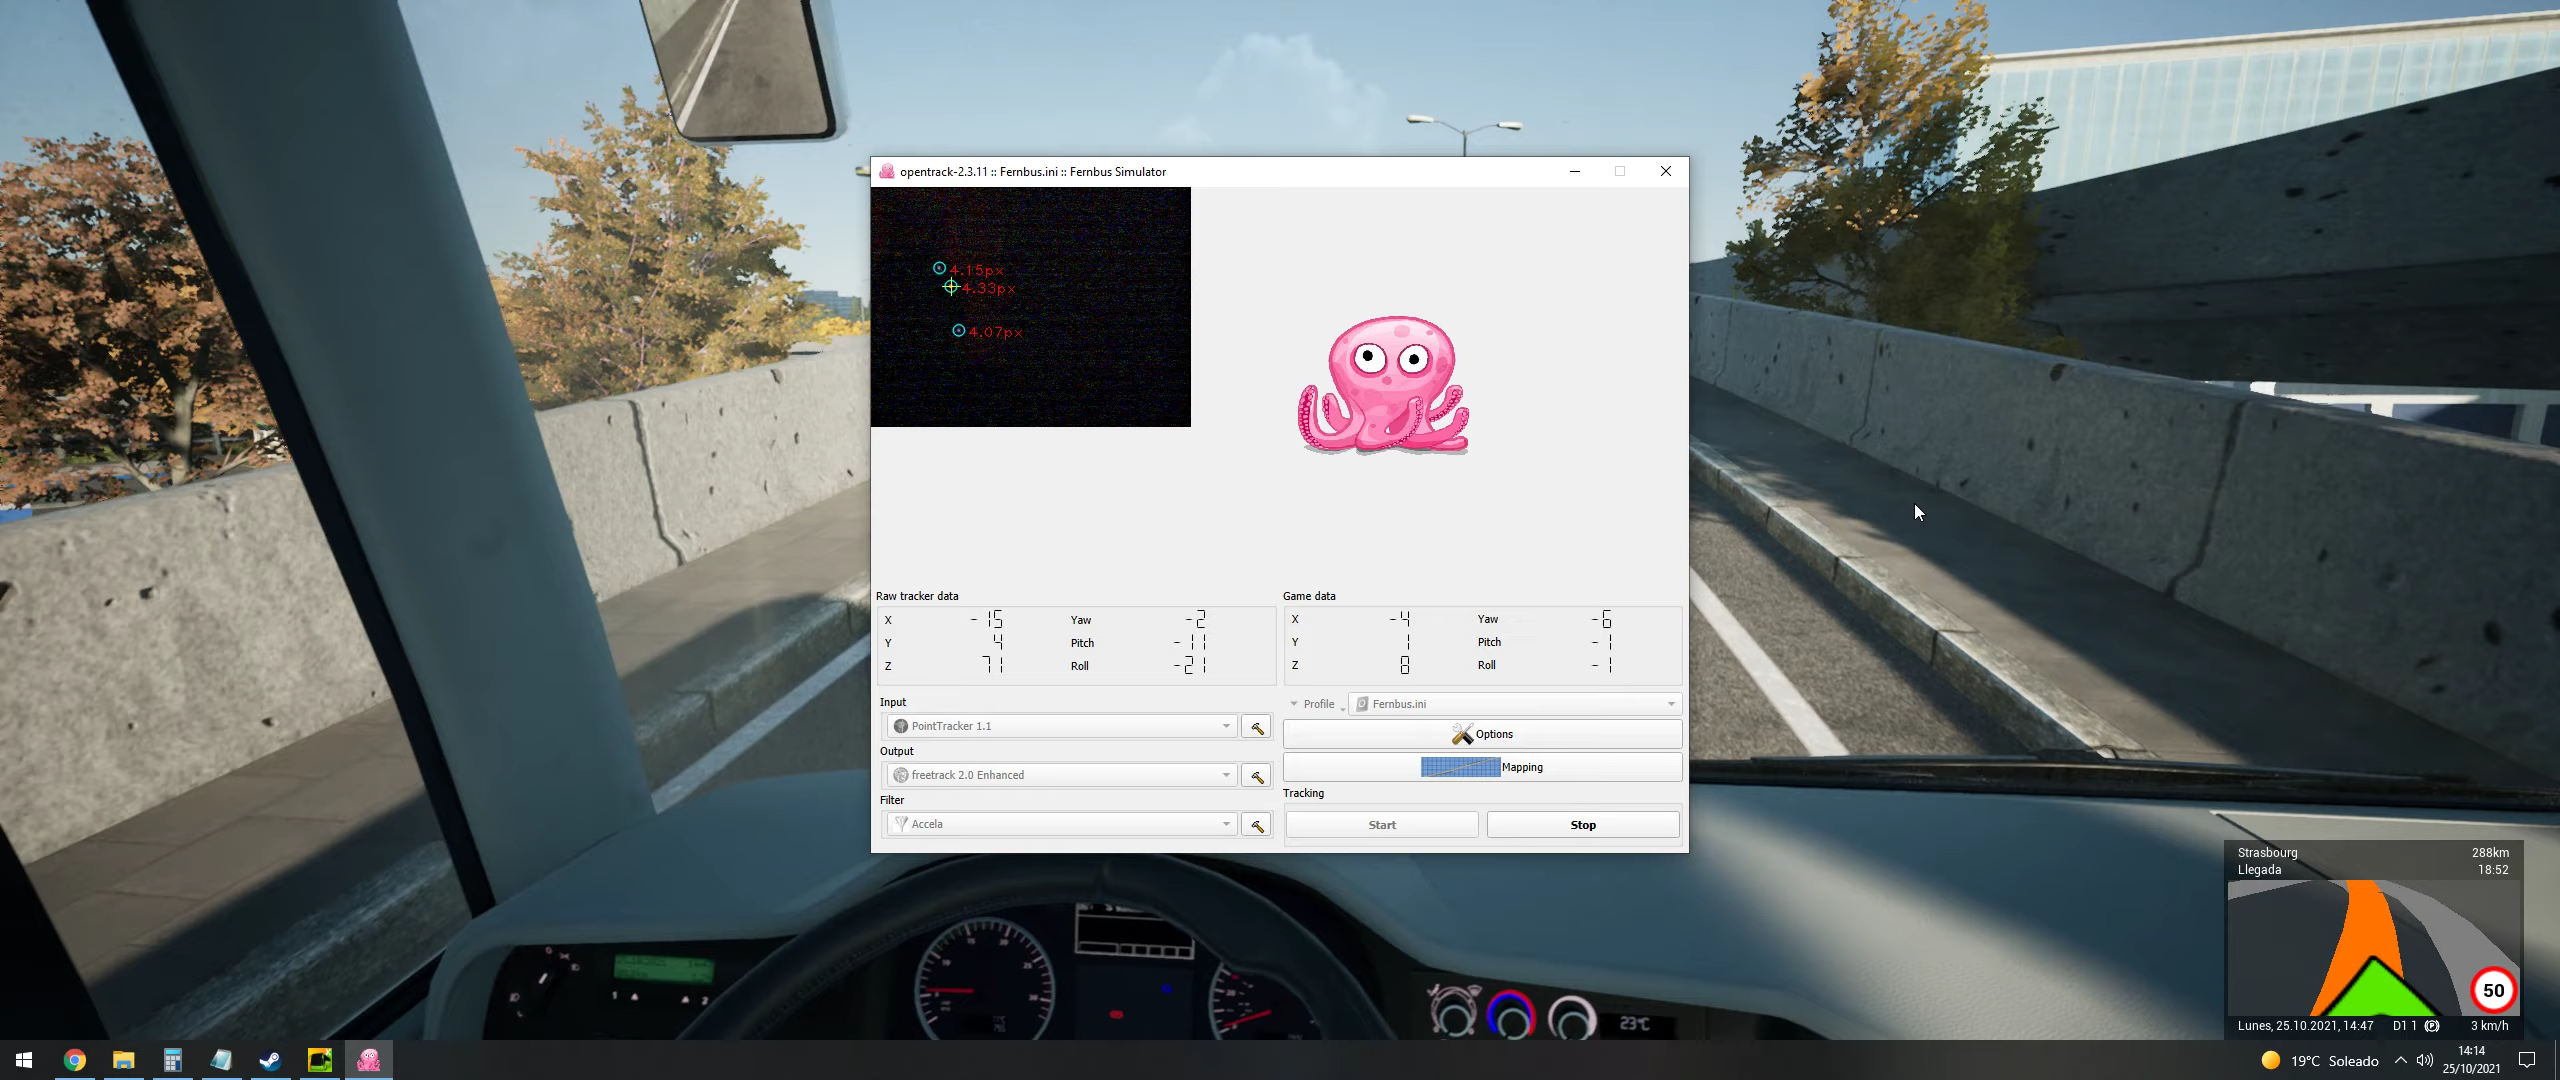 opentrack-2.3.11 :: Fernbus.ini :: Fernbus Simulator
4.15px
4.33px
4.07px
Raw tracker data
X -15 Yaw -2
Y 4 Pitch -11
Z 71 Roll -21
Game data
X -4 Yaw -6
Y 1 Pitch -1
Z 8 Roll -1
Input
PointTracker 1.1
Output
freetrack 2.0 Enhanced
Filter
Accela
Profile Fernbus.ini
Options
Mapping
Tracking
Start Stop
Strasbourg 288km
Llegada 18:52
50
Lunes, 25.10.2021, 14:47 D1 1 (P) 3 km/h
23°C
19°C Soleado
14:14
25/10/2021